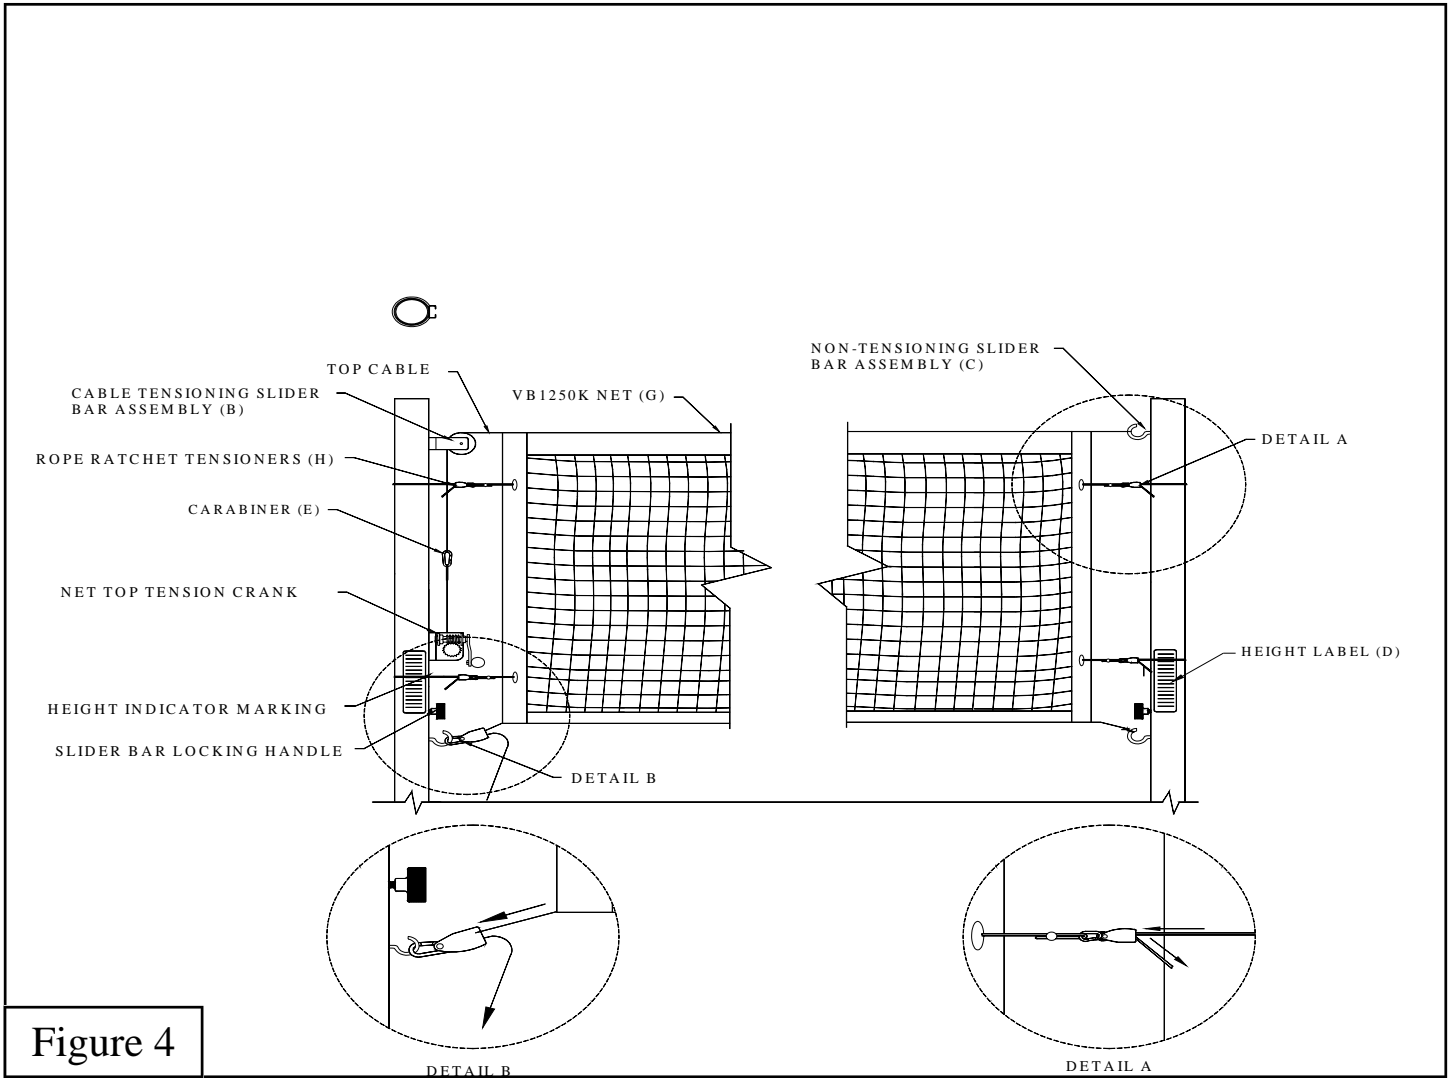 NON-TENSIONING SLIDER
BAR ASSEMBLY (C)
TOP CABLE
CABLE TENSIONING SLIDER
BAR ASSEMBLY (B)
VB1250K NET (G)
DETAIL A
ROPE RATCHET TENSIONERS (H)
CARABINER (E)
NET TOP TENSION CRANK
HEIGHT LABEL (D)
HEIGHT INDICATOR MARKING
SLIDER BAR LOCKING HANDLE
DETAIL B
Figure 4
DETAIL B
DETAIL A